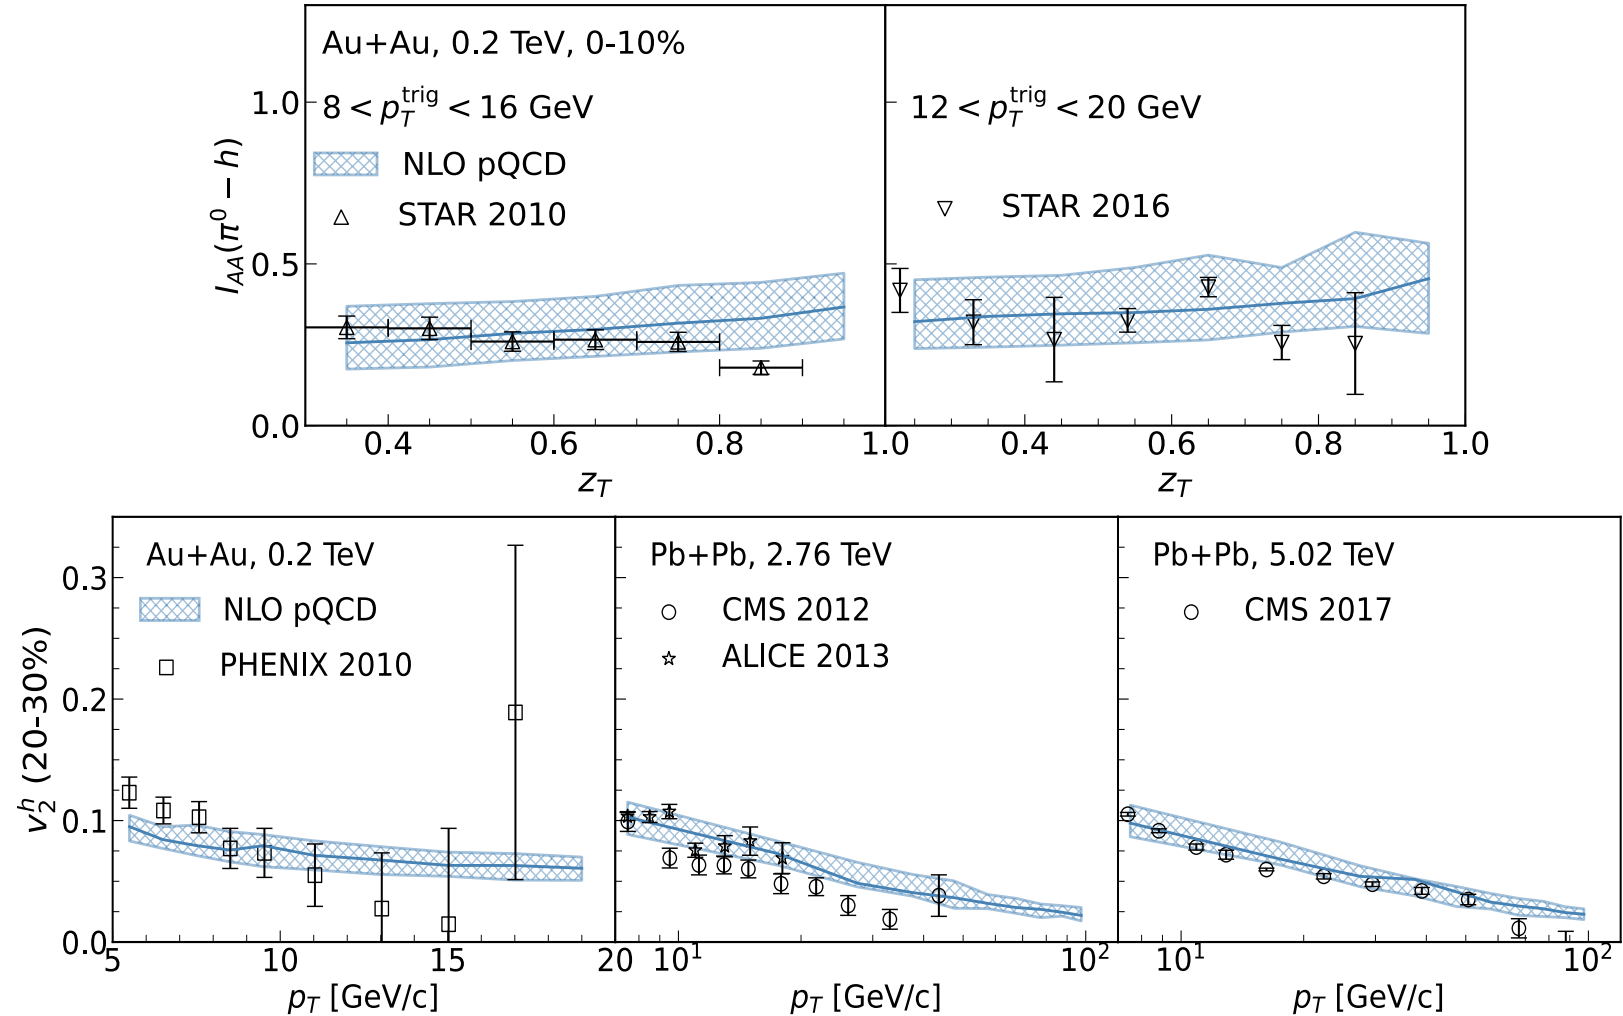 Au+Au, 0.2 TeV, 0-10%
8 < p_T^trig < 16 GeV
NLO pQCD
STAR 2010
12 < p_T^trig < 20 GeV
STAR 2016
I_AA(π^0 − h)
1.0
0.5
0.0
0.4 0.6 0.8 1.0 0.4 0.6 0.8 1.0
z_T z_T
Au+Au, 0.2 TeV
NLO pQCD
PHENIX 2010
Pb+Pb, 2.76 TeV
CMS 2012
ALICE 2013
Pb+Pb, 5.02 TeV
CMS 2017
v_2^h (20-30%)
0.3
0.2
0.1
0.0
5 10 15 20 10^1 10^2 10^1 10^2
p_T [GeV/c] p_T [GeV/c] p_T [GeV/c]